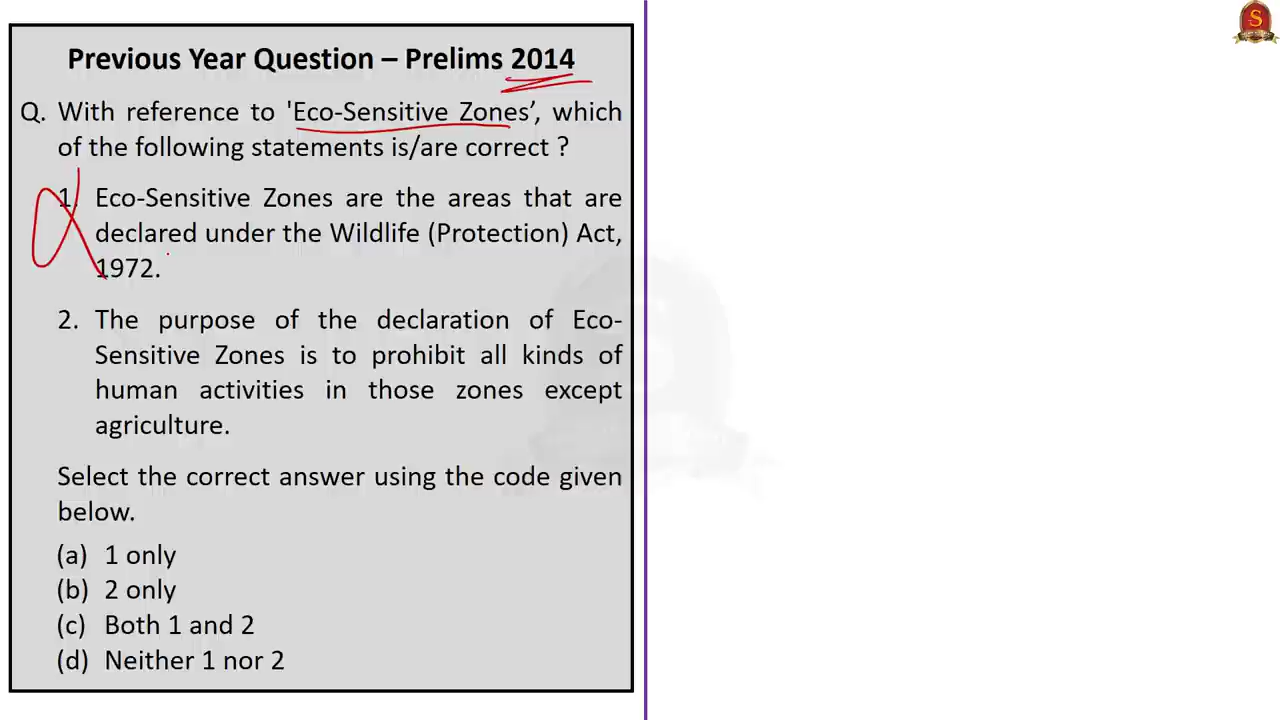 Previous Year Question – Prelims 2014
Q. With reference to 'Eco-Sensitive Zones’, which
of the following statements is/are correct ?
1. Eco-Sensitive Zones are the areas that are
declared under the Wildlife (Protection) Act,
1972.
2. The purpose of the declaration of Eco-
Sensitive Zones is to prohibit all kinds of
human activities in those zones except
agriculture.
Select the correct answer using the code given
below.
(a) 1 only
(b) 2 only
(c) Both 1 and 2
(d) Neither 1 nor 2
S